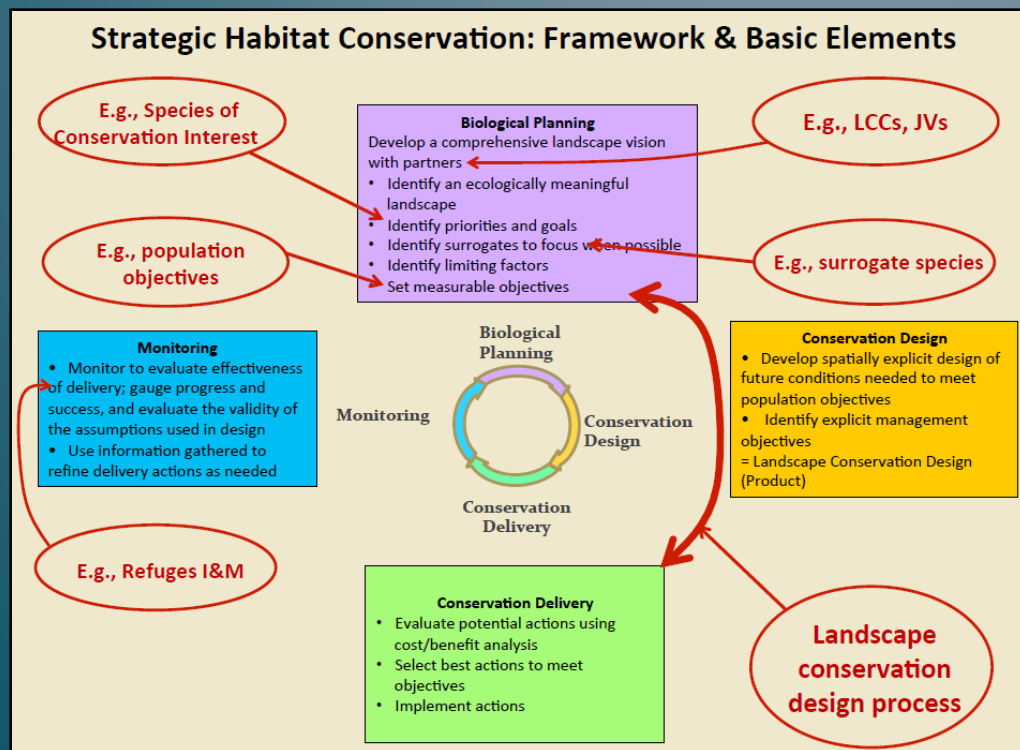 Strategic Habitat Conservation: Framework & Basic Elements
E.g., Species of
Conservation Interest
Biological Planning
Develop a comprehensive landscape vision
with partners
• Identify an ecologically meaningful
landscape
• Identify priorities and goals
• Identify surrogates to focus when possible
• Identify limiting factors
Set measurable objectives
E.g., LCCs, JVs
E.g., population
objectives
E.g., surrogate species
Monitoring
• Monitor to evaluate effectiveness
of delivery; gauge progress and
success, and evaluate the validity of
the assumptions used in design
• Use information gathered to
refine delivery actions as needed
Biological
Planning
Monitoring
Conservation
Design
Conservation
Delivery
Conservation Design
• Develop spatially explicit design of
future conditions needed to meet
population objectives
• Identify explicit management
objectives
= Landscape Conservation Design
(Product)
E.g., Refuges I&M
Conservation Delivery
• Evaluate potential actions using
cost/benefit analysis
• Select best actions to meet
objectives
• Implement actions
Landscape
conservation
design process